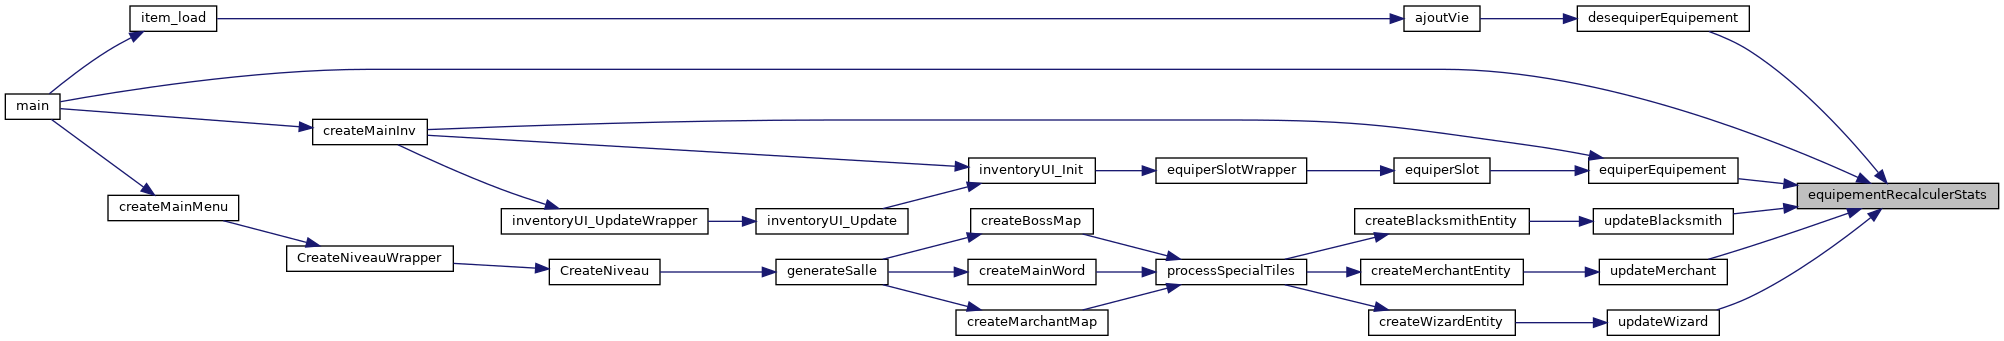 item_load
ajoutVie
desequiperEquipement
main
createMainInv
inventoryUI_Init
equiperSlotWrapper
equiperSlot
equiperEquipement
equipementRecalculerStats
createMainMenu
inventoryUI_UpdateWrapper
inventoryUI_Update
createBossMap
createBlacksmithEntity
updateBlacksmith
CreateNiveauWrapper
CreateNiveau
generateSalle
createMainWord
processSpecialTiles
createMerchantEntity
updateMerchant
createMarchantMap
createWizardEntity
updateWizard